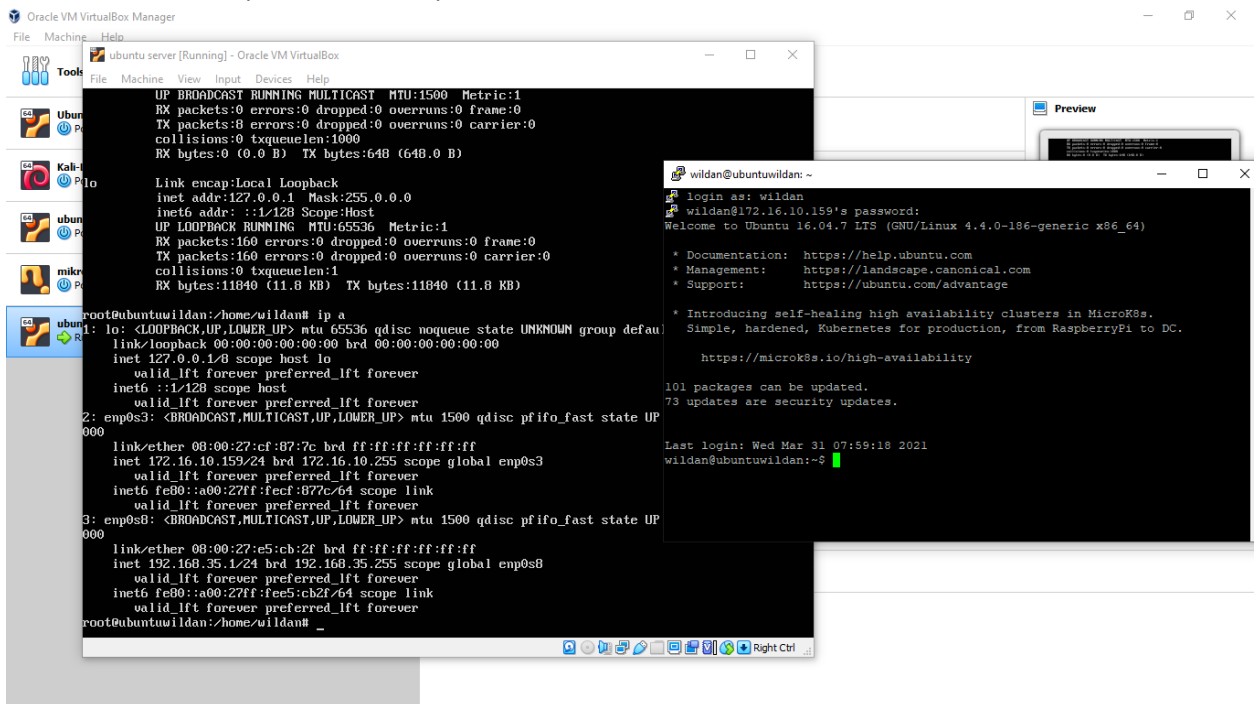 Oracle VM VirtualBox Manager
File Machine Help
Tools
ubuntu server [Running] - Oracle VM VirtualBox
File Machine View Input Devices Help
UP BROADCAST RUNNING MULTICAST MTU:1500 Metric:1
RX packets:0 errors:0 dropped:0 overruns:0 frame:0
TX packets:8 errors:0 dropped:0 overruns:0 carrier:0
collisions:0 txqueuelen:1000
RX bytes:0 (0.0 B) TX bytes:648 (648.0 B)
lo Link encap:Local Loopback
inet addr:127.0.0.1 Mask:255.0.0.0
inet6 addr: ::1/128 Scope:Host
UP LOOPBACK RUNNING MTU:65536 Metric:1
RX packets:160 errors:0 dropped:0 overruns:0 frame:0
TX packets:160 errors:0 dropped:0 overruns:0 carrier:0
collisions:0 txqueuelen:1
RX bytes:11840 (11.8 KB) TX bytes:11840 (11.8 KB)
root@ubuntuwildan:/home/wildan# ip a
1: lo: <LOOPBACK,UP,LOWER_UP> mtu 65536 qdisc noqueue state UNKNOWN group defau
link/loopback 00:00:00:00:00:00 brd 00:00:00:00:00:00
inet 127.0.0.1/8 scope host lo
valid_lft forever preferred_lft forever
inet6 ::1/128 scope host
valid_lft forever preferred_lft forever
2: enp0s3: <BROADCAST,MULTICAST,UP,LOWER_UP> mtu 1500 qdisc pfifo_fast state UP
000
link/ether 08:00:27:cf:87:7c brd ff:ff:ff:ff:ff:ff
inet 172.16.10.159/24 brd 172.16.10.255 scope global enp0s3
valid_lft forever preferred_lft forever
inet6 fe80::a00:27ff:fecf:877c/64 scope link
valid_lft forever preferred_lft forever
3: enp0s8: <BROADCAST,MULTICAST,UP,LOWER_UP> mtu 1500 qdisc pfifo_fast state UP
000
link/ether 08:00:27:e5:cb:2f brd ff:ff:ff:ff:ff:ff
inet 192.168.35.1/24 brd 192.168.35.255 scope global enp0s8
valid_lft forever preferred_lft forever
inet6 fe80::a00:27ff:fee5:cb2f/64 scope link
valid_lft forever preferred_lft forever
root@ubuntuwildan:/home/wildan# _
Right Ctrl
Preview
wildan@ubuntuwildan: ~
login as: wildan
wildan@172.16.10.159's password:
Welcome to Ubuntu 16.04.7 LTS (GNU/Linux 4.4.0-186-generic x86_64)
* Documentation: https://help.ubuntu.com
* Management: https://landscape.canonical.com
* Support: https://ubuntu.com/advantage
* Introducing self-healing high availability clusters in MicroK8s.
Simple, hardened, Kubernetes for production, from RaspberryPi to DC.
https://microk8s.io/high-availability
101 packages can be updated.
73 updates are security updates.
Last login: Wed Mar 31 07:59:18 2021
wildan@ubuntuwildan:~$